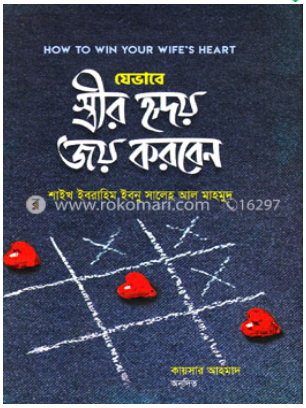 HOW TO WIN YOUR WIFE'S HEART
যেভাবে
স্ত্রীর হৃদয়
জয় করবেন
শাইখ ইবরাহিম ইবনু সালেহ আল মাহমুদ
www.rokomari.com 16297
কায়সার আহমাদ
অনূদিত